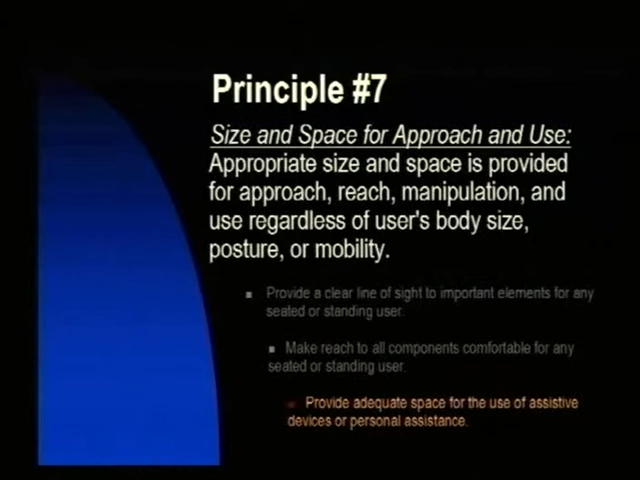 Principle #7
Size and Space for Approach and Use:
Appropriate size and space is provided
for approach, reach, manipulation, and
use regardless of user's body size,
posture, or mobility.
Provide a clear line of sight to important elements for any
seated or standing user.
Make reach to all components comfortable for any
seated or standing user.
Provide adequate space for the use of assistive
devices or personal assistance.